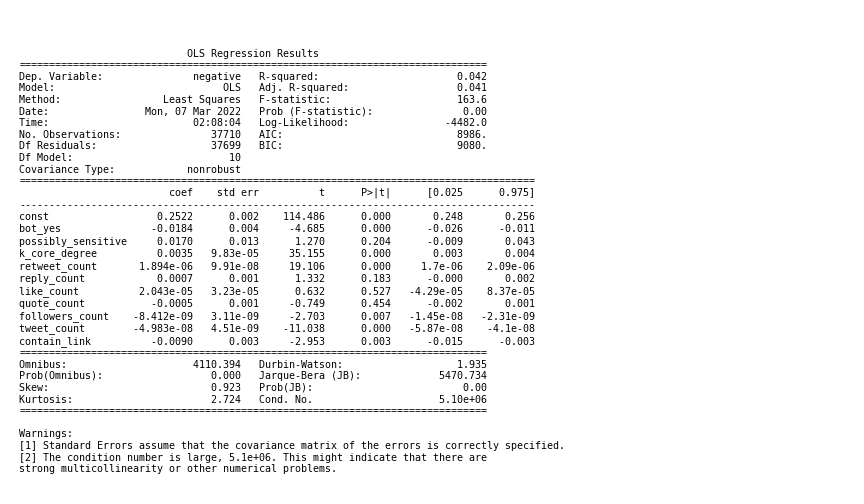 OLS Regression Results
==============================================================================
Dep. Variable:               negative   R-squared:                       0.042
Model:                            OLS   Adj. R-squared:                  0.041
Method:                 Least Squares   F-statistic:                     163.6
Date:                Mon, 07 Mar 2022   Prob (F-statistic):               0.00
Time:                        02:08:04   Log-Likelihood:                -4482.0
No. Observations:               37710   AIC:                             8986.
Df Residuals:                   37699   BIC:                             9080.
Df Model:                          10
Covariance Type:            nonrobust
======================================================================================
                         coef    std err          t      P>|t|      [0.025      0.975]
--------------------------------------------------------------------------------------
const                  0.2522      0.002    114.486      0.000       0.248       0.256
bot_yes               -0.0184      0.004     -4.685      0.000      -0.026      -0.011
possibly_sensitive     0.0170      0.013      1.270      0.204      -0.009       0.043
k_core_degree          0.0035   9.83e-05     35.155      0.000       0.003       0.004
retweet_count       1.894e-06   9.91e-08     19.106      0.000     1.7e-06    2.09e-06
reply_count            0.0007      0.001      1.332      0.183      -0.000       0.002
like_count          2.043e-05   3.23e-05      0.632      0.527   -4.29e-05    8.37e-05
quote_count           -0.0005      0.001     -0.749      0.454      -0.002       0.001
followers_count    -8.412e-09   3.11e-09     -2.703      0.007   -1.45e-08   -2.31e-09
tweet_count        -4.983e-08   4.51e-09    -11.038      0.000   -5.87e-08    -4.1e-08
contain_link          -0.0090      0.003     -2.953      0.003      -0.015      -0.003
==============================================================================
Omnibus:                     4110.394   Durbin-Watson:                   1.935
Prob(Omnibus):                  0.000   Jarque-Bera (JB):             5470.734
Skew:                           0.923   Prob(JB):                         0.00
Kurtosis:                       2.724   Cond. No.                     5.10e+06
==============================================================================
Warnings:
[1] Standard Errors assume that the covariance matrix of the errors is correctly specified.
[2] The condition number is large, 5.1e+06. This might indicate that there are
strong multicollinearity or other numerical problems.